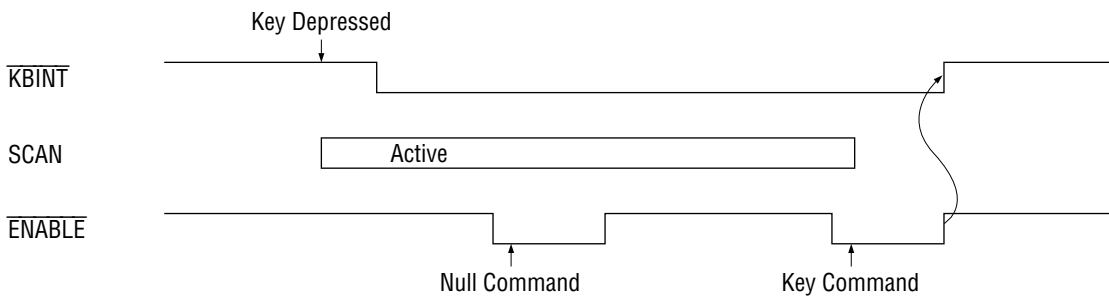 Key Depressed
KBINT
SCAN
Active
ENABLE
Null Command
Key Command